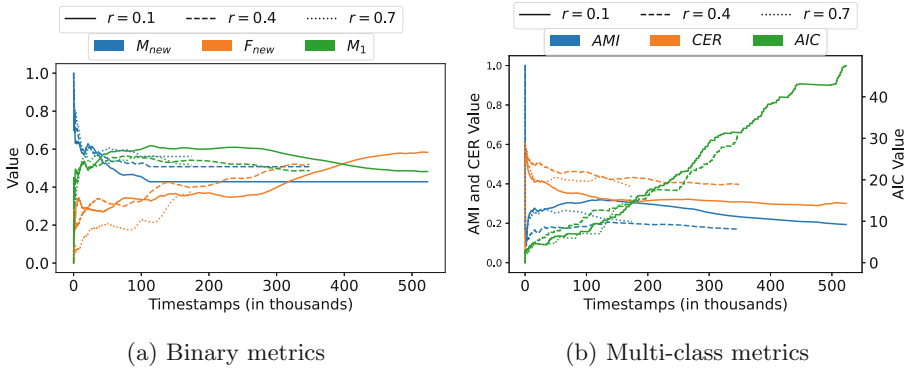 r = 0.1 r = 0.4 r = 0.7
M_new F_new M_1
1.0
0.8
0.6
0.4
0.2
0.0
Value
0 100 200 300 400 500
Timestamps (in thousands)
(a) Binary metrics
r = 0.1 r = 0.4 r = 0.7
AMI CER AIC
1.0
0.8
0.6
0.4
0.2
0.0
AMI and CER Value
40
30
20
10
0
AIC Value
0 100 200 300 400 500
Timestamps (in thousands)
(b) Multi-class metrics